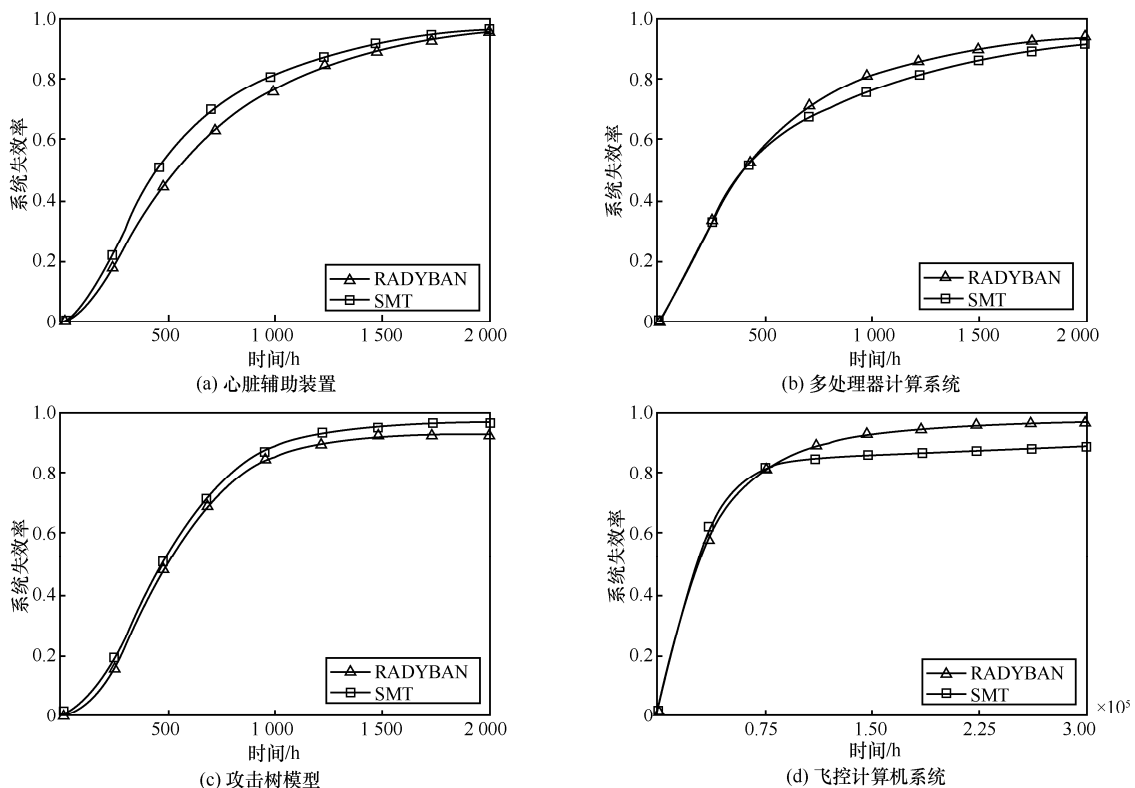 1.0
0.8
0.6
0.4
0.2
0
系统失效率
RADYBAN
SMT
500
1 000
1 500
2 000
时间/h
(a) 心脏辅助装置
1.0
0.8
0.6
0.4
0.2
0
系统失效率
RADYBAN
SMT
500
1 000
1 500
2 000
时间/h
(b) 多处理器计算系统
1.0
0.8
0.6
0.4
0.2
0
系统失效率
RADYBAN
SMT
500
1 000
1 500
2 000
时间/h
(c) 攻击树模型
1.0
0.8
0.6
0.4
0.2
0
系统失效率
RADYBAN
SMT
×10⁵
0.75
1.50
2.25
3.00
时间/h
(d) 飞控计算机系统